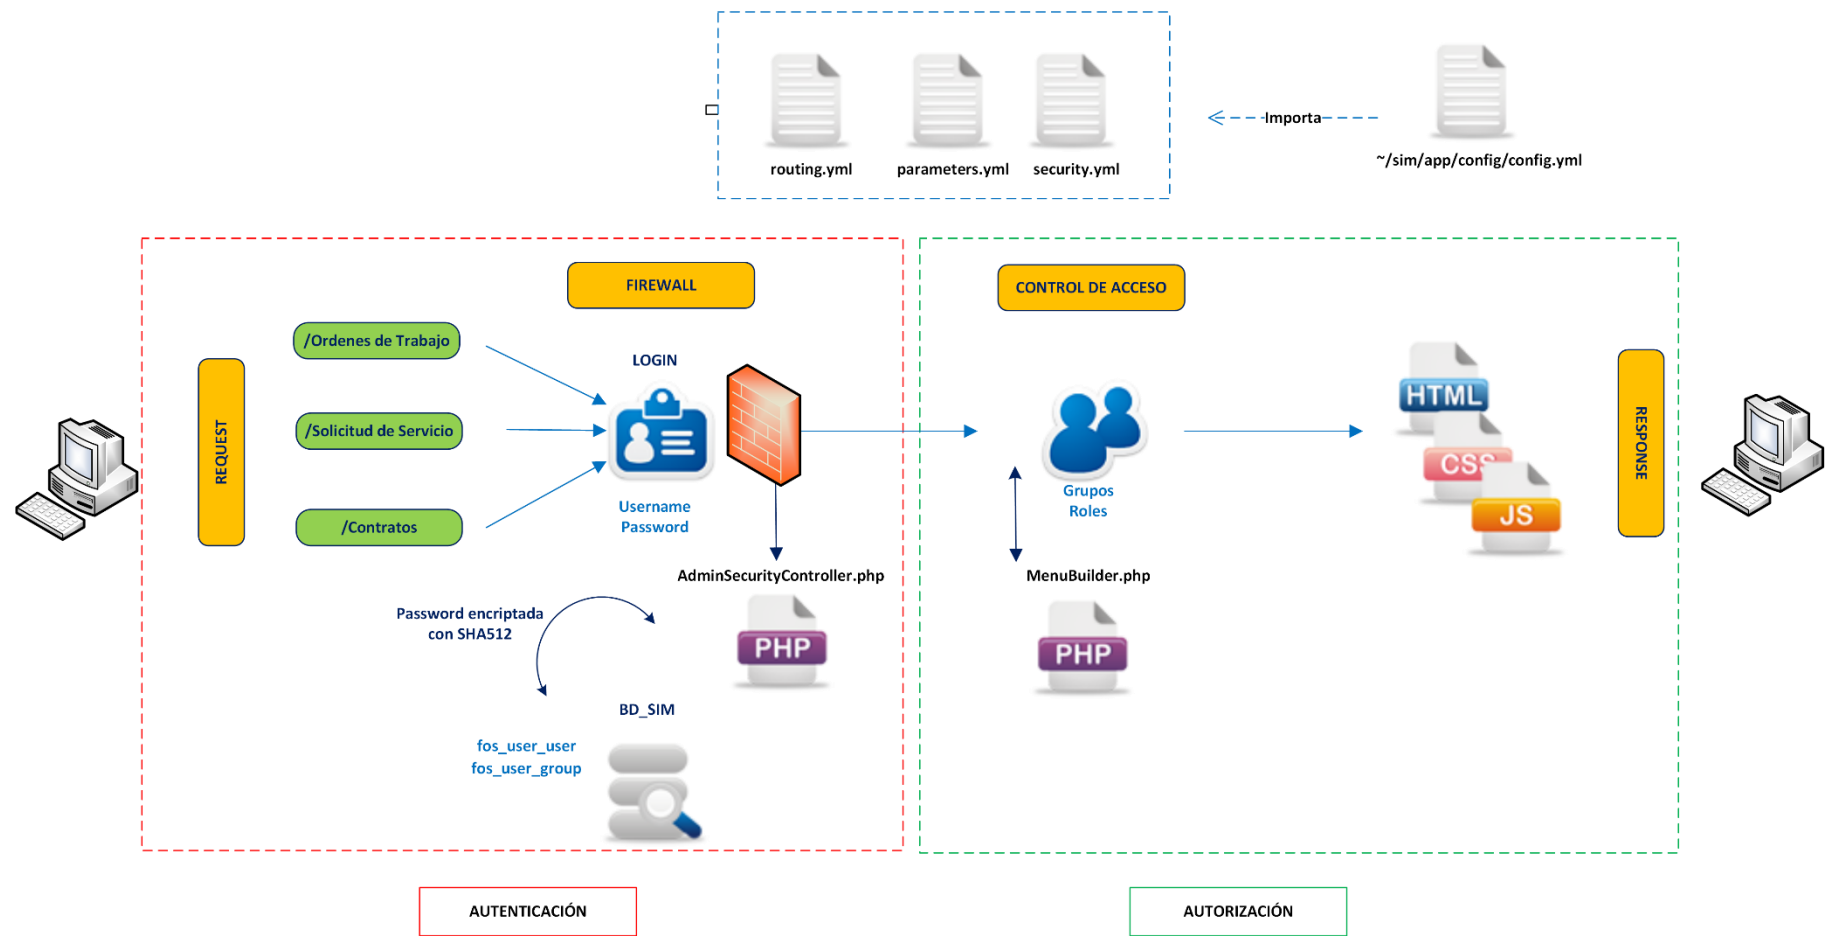 routing.yml
parameters.yml
security.yml
Importa
~/sim/app/config/config.yml
FIREWALL
CONTROL DE ACCESO
REQUEST
/Ordenes de Trabajo
/Solicitud de Servicio
/Contratos
LOGIN
Username
Password
AdminSecurityController.php
PHP
Password encriptada
con SHA512
BD_SIM
fos_user_user
fos_user_group
Grupos
Roles
MenuBuilder.php
PHP
HTML
CSS
JS
RESPONSE
AUTENTICACIÓN
AUTORIZACIÓN